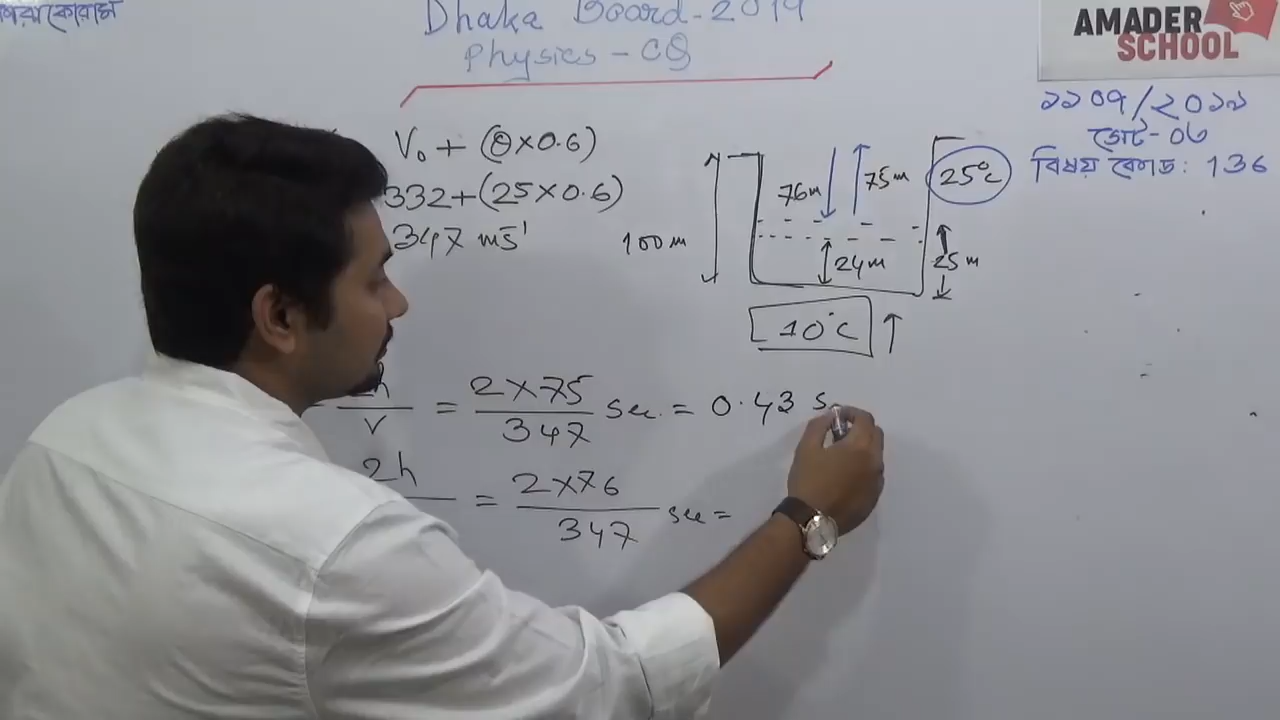 Dhaka Board-2019
Physics - CQ
AMADER
SCHOOL
V₀ + (θ×0.6)
332+(25×0.6)
347 ms⁻¹
100m
76m
75m
25°c
24m
25m
10°c
১১০৭/২০১৯
সেট-০৩
বিষয় কোড: 136
h/v = 2×75/347 sec. = 0.43 s
2h = 2×76/347 sec =